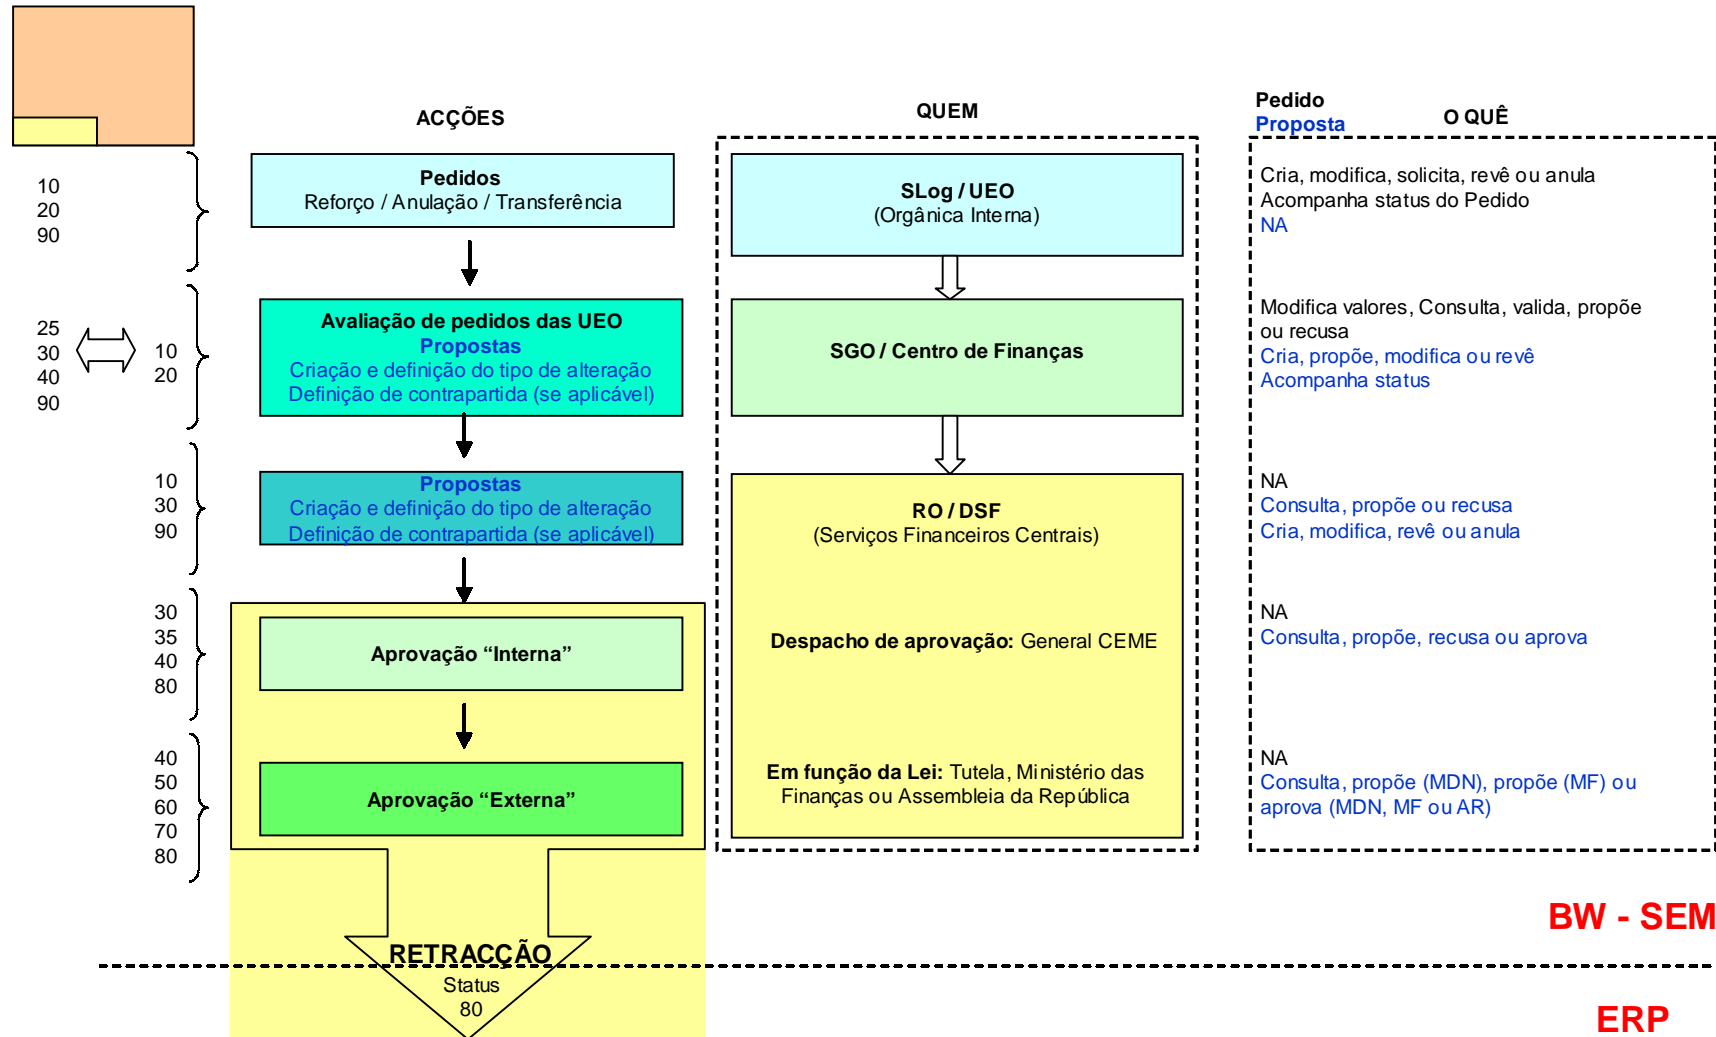 ACÇÕES
QUEM
Pedido
Proposta
O QUÊ
10
20
90
Pedidos
Reforço / Anulação / Transferência
SLog / UEO
(Orgânica Interna)
Cria, modifica, solicita, revê ou anula
Acompanha status do Pedido
NA
25
30
40
90
10
20
Avaliação de pedidos das UEO
Propostas
Criação e definição do tipo de alteração
Definição de contrapartida (se aplicável)
SGO / Centro de Finanças
Modifica valores, Consulta, valida, propõe
ou recusa
Cria, propõe, modifica ou revê
Acompanha status
10
30
90
Propostas
Criação e definição do tipo de alteração
Definição de contrapartida (se aplicável)
RO / DSF
(Serviços Financeiros Centrais)
NA
Consulta, propõe ou recusa
Cria, modifica, revê ou anula
30
35
40
80
Aprovação “Interna”
Despacho de aprovação: General CEME
NA
Consulta, propõe, recusa ou aprova
40
50
60
70
80
Aprovação “Externa”
Em função da Lei: Tutela, Ministério das
Finanças ou Assembleia da República
NA
Consulta, propõe (MDN), propõe (MF) ou
aprova (MDN, MF ou AR)
BW - SEM
RETRACÇÃO
Status
80
ERP